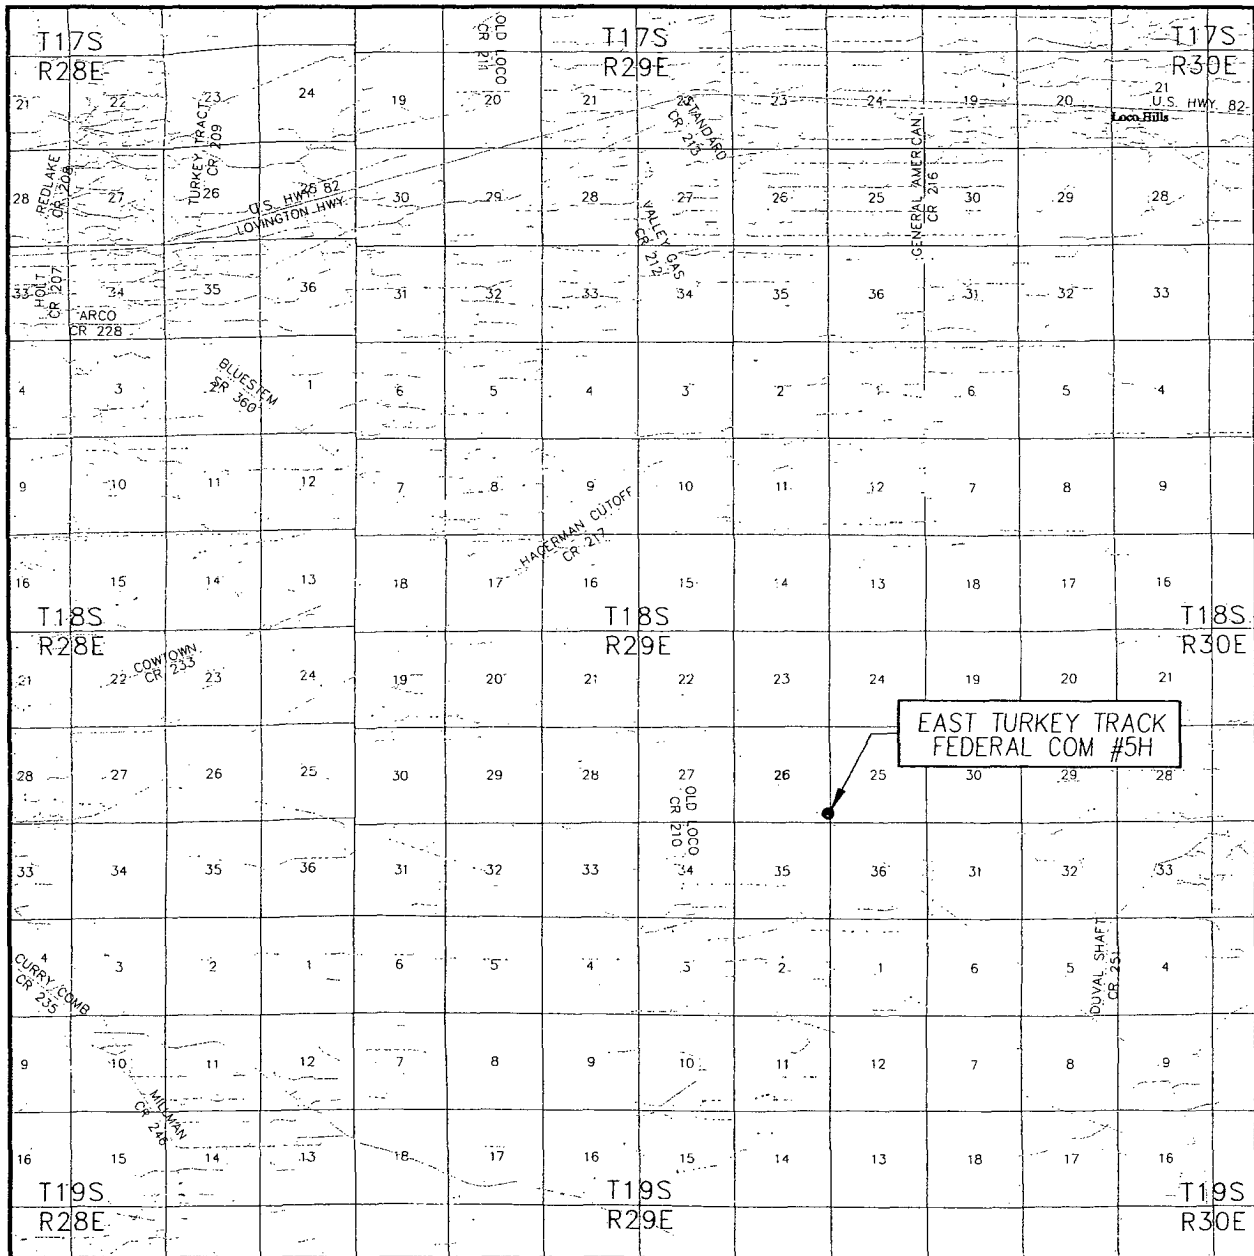 T17S
R28E
OLD LOCO
CR 211
T17S
R29E
T17S
R30E
21 22 23 24 19 20 21 22 23 24 19 20 21
U.S. HWY 82
Loco Hills
REDLAKE
CR 208
TURKEY TRACT
CR 209
STANDARD
CR 213
GENERAL AMERICAN
CR 216
28 27 26 25 30 29 28 27 26 25 30 29 28
U.S. HWY 82
LOVINGTON HWY
VALLEY GAS
CR 212
HOLT
CR 207
33 34 35 36 31 32 33 34 35 36 31 32 33
ARCO
CR 228
BLUESTEM
SR 360
4 3 2 1 6 5 4 3 2 1 6 5 4
9 10 11 12 7 8 9 10 11 12 7 8 9
HAGERMAN CUTOFF
CR 217
16 15 14 13 18 17 16 15 14 13 18 17 16
T18S
R28E
T18S
R29E
T18S
R30E
COWTOWN
CR 233
21 22 23 24 19 20 21 22 23 24 19 20 21
EAST TURKEY TRACK
FEDERAL COM #5H
28 27 26 25 30 29 28 27 26 25 30 29 28
OLD LOCO
CR 210
33 34 35 36 31 32 33 34 35 36 31 32 33
CURRY COMB
CR 235
DUVAL SHAFT
CR 251
4 3 2 1 6 5 4 3 2 1 6 5 4
9 10 11 12 7 8 9 10 11 12 7 8 9
MILLMAN
CR 246
16 15 14 13 18 17 16 15 14 13 18 17 16
T19S
R28E
T19S
R29E
T19S
R30E